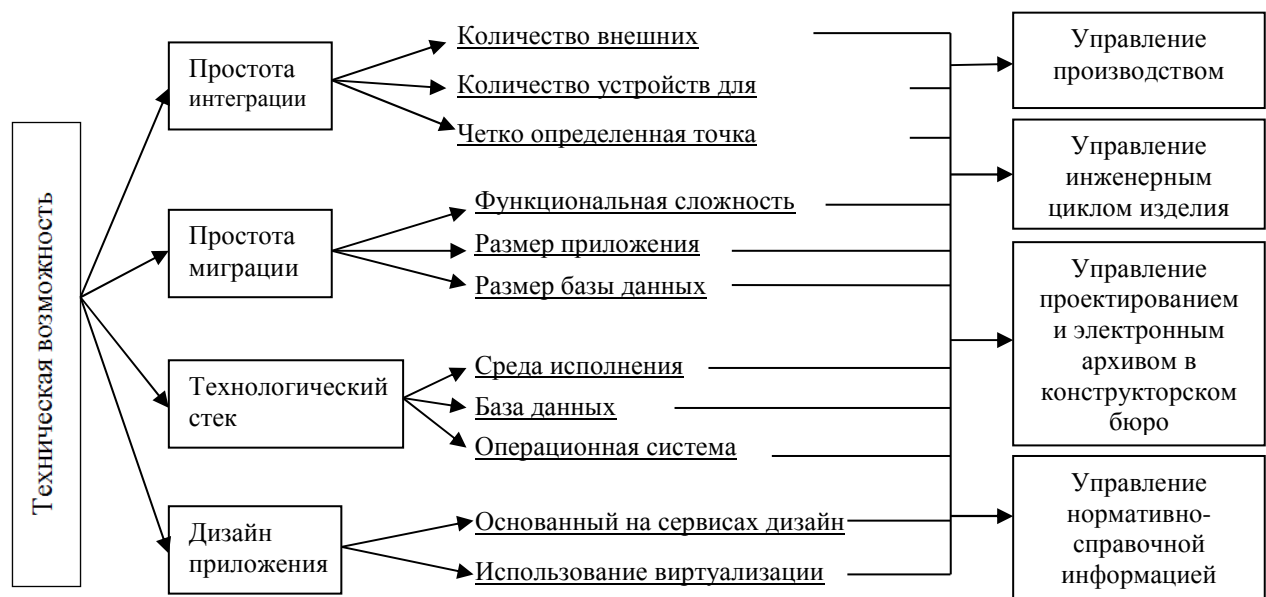 Техническая возможность
Простота
интеграции
Простота
миграции
Технологический
стек
Дизайн
приложения
Количество внешних
Количество устройств для
Четко определенная точка
Функциональная сложность
Размер приложения
Размер базы данных
Среда исполнения
База данных
Операционная система
Основанный на сервисах дизайн
Использование виртуализации
Управление
производством
Управление
инженерным
циклом изделия
Управление
проектированием
и электронным
архивом в
конструкторском
бюро
Управление
нормативно-
справочной
информацией